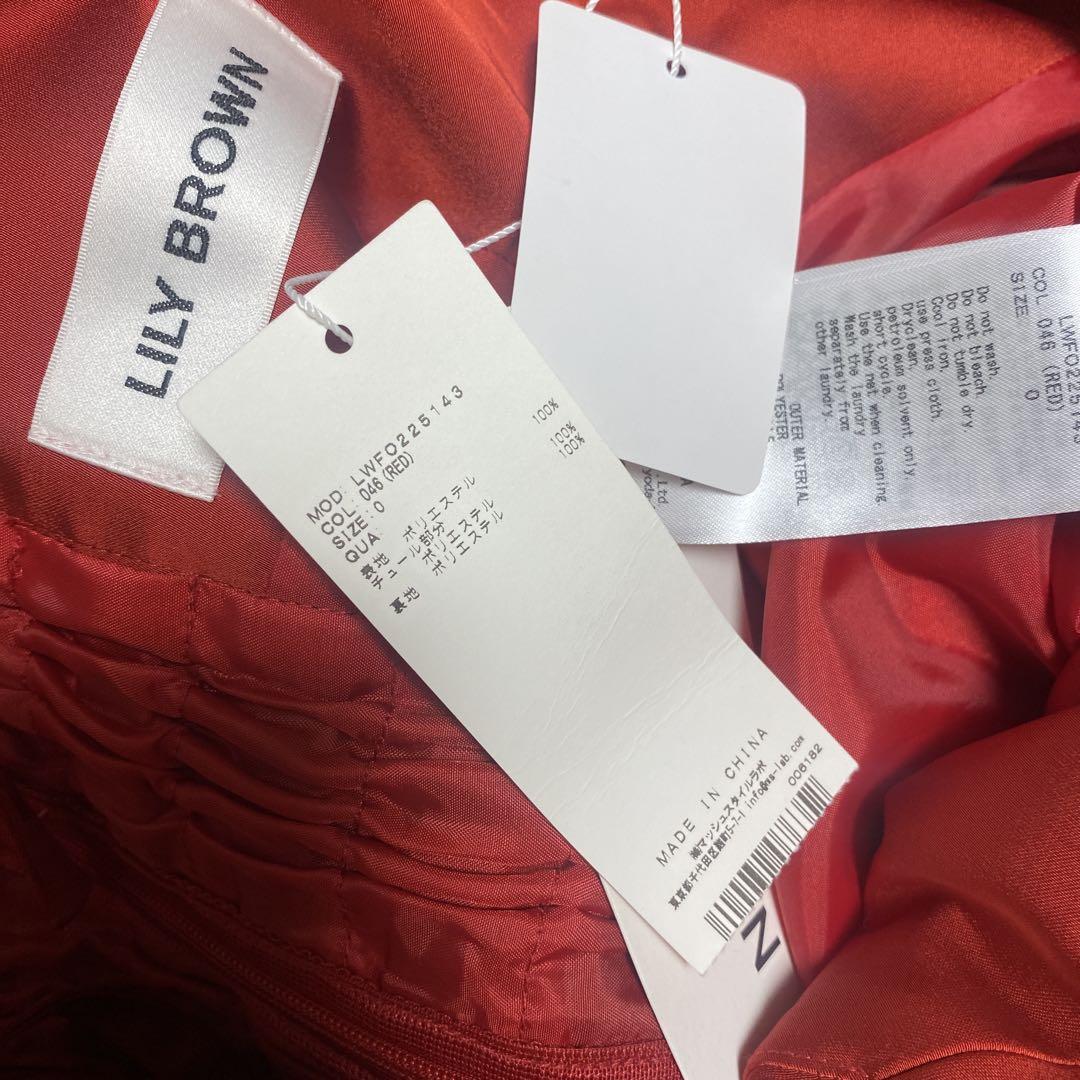 LILY BROWN
MOD: LWFO225143
COL: 046 (RED)
SIZE: 0
QUA:
表地 ポリエステル 100%
チュール部分
ポリエステル 100%
裏地 ポリエステル 100%
MADE IN CHINA
㈱マッシュスタイルラボ
東京都千代田区麹町5-7-1 info@ms-lab.com
006182
N
LWFO225143
COL 046 (RED)
SIZE 0
Do not wash.
Do not bleach.
Do not tumble dry.
Cool iron,
use press cloth.
Dryclean,
petroleum solvent only,
short cycle.
Use the net when cleaning
Wash the laundry
separately from
other laundry.
OUTER MATERIAL
POLYESTER
Ltd